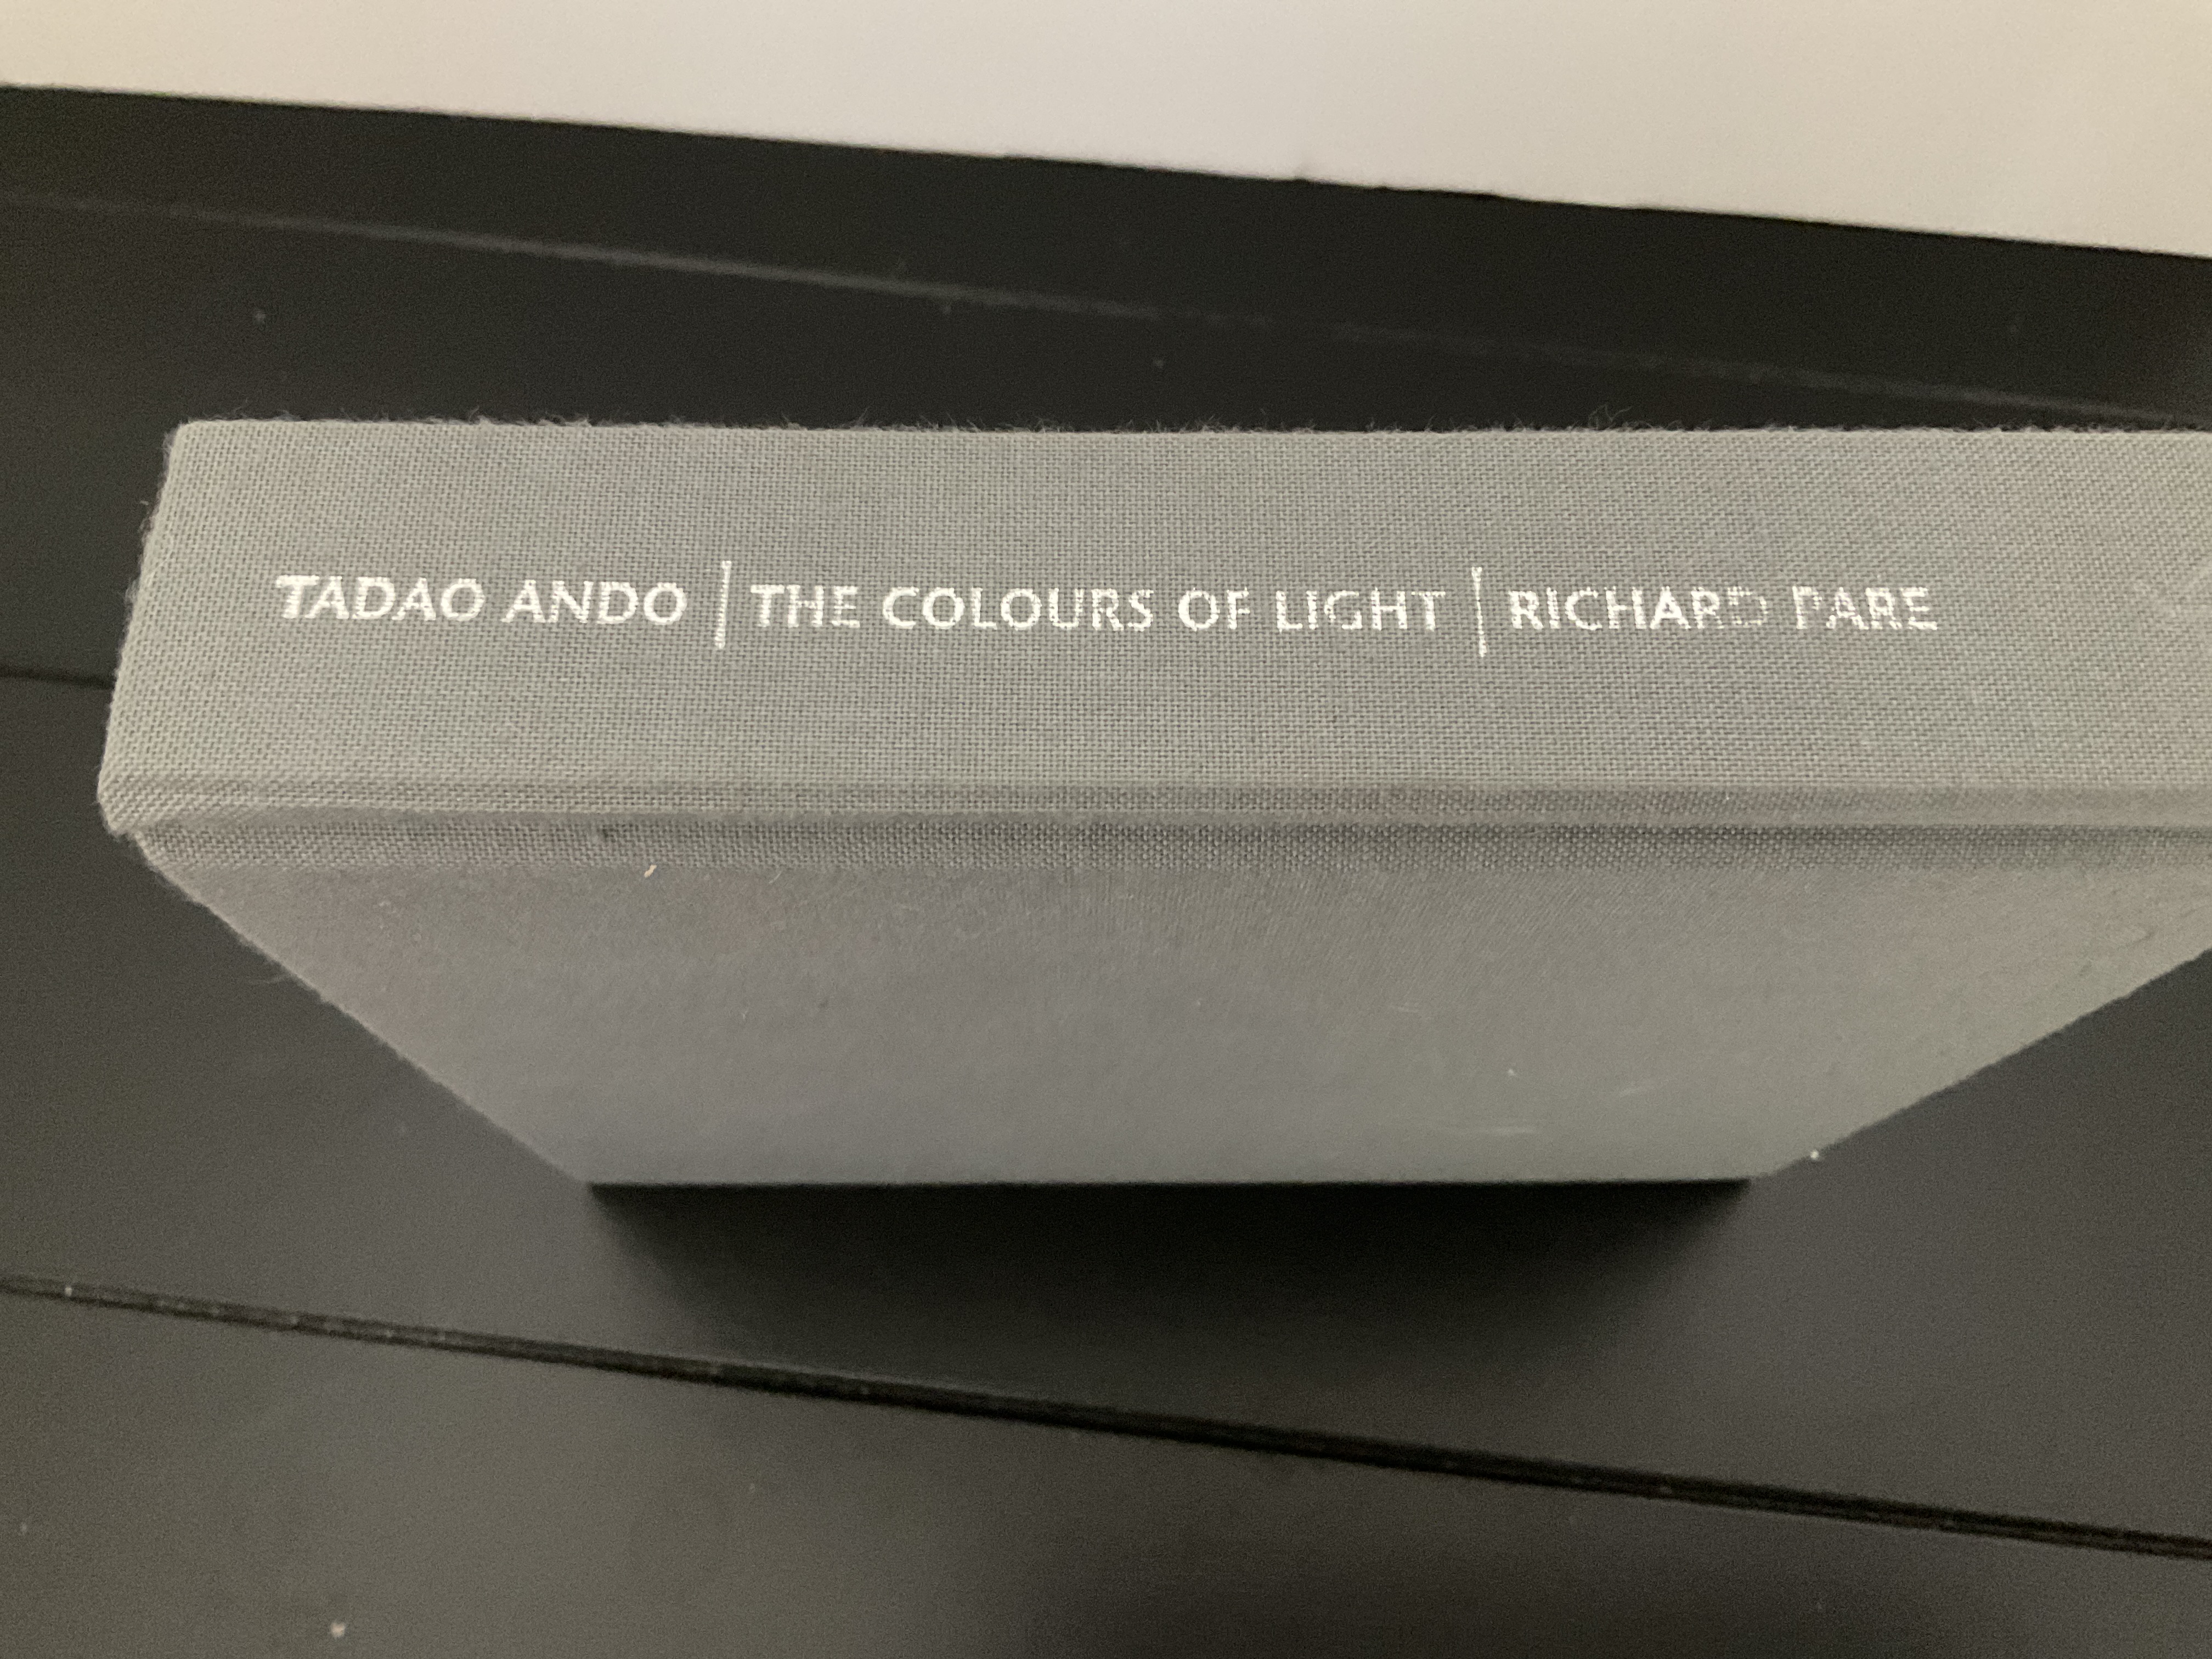 TADAO ANDO | THE COLOURS OF LIGHT | RICHARD PARE